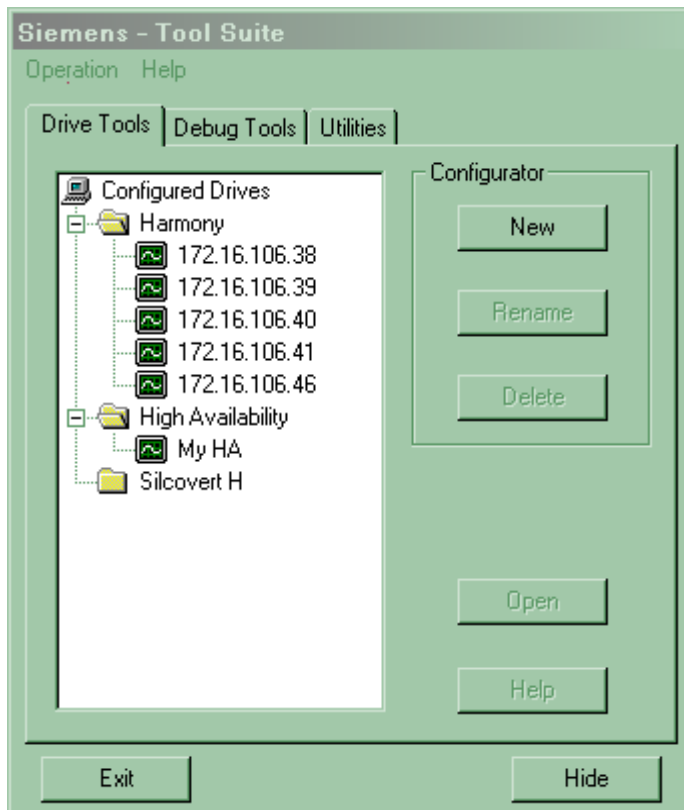 Siemens - Tool Suite
Operation Help
Drive Tools Debug Tools Utilities
Configured Drives
Harmony
172.16.106.38
172.16.106.39
172.16.106.40
172.16.106.41
172.16.106.46
High Availability
My HA
Silcovert H
Configurator
New
Rename
Delete
Open
Help
Exit Hide